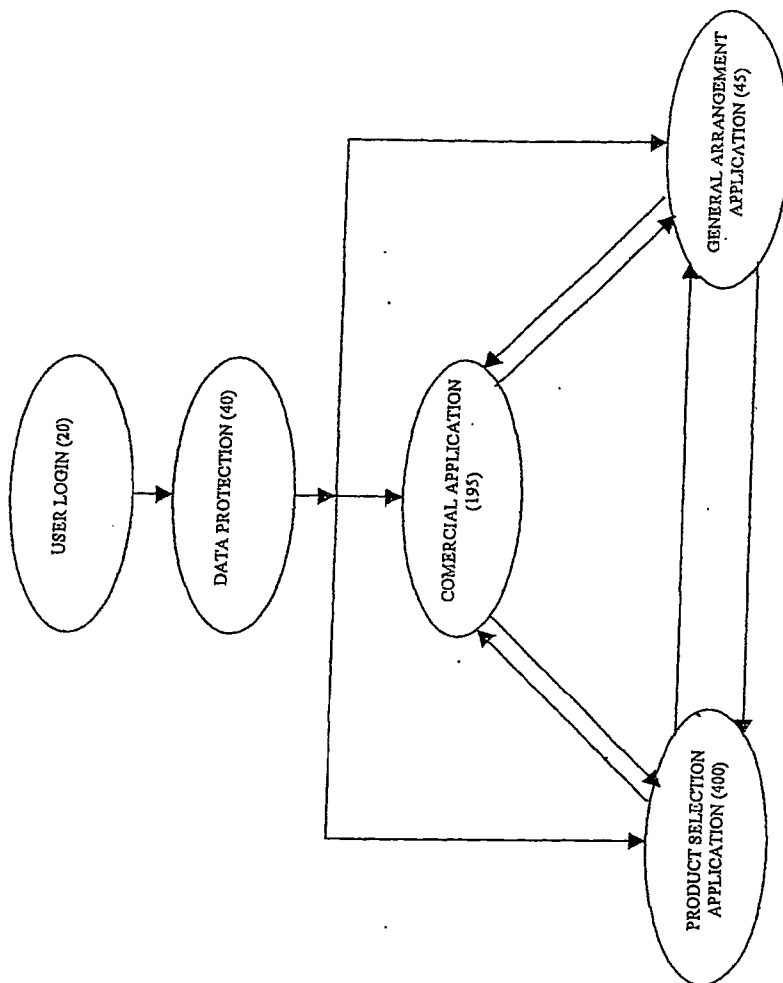 USER LOGIN (20)
DATA PROTECTION (40)
COMERCIAL APPLICATION
(195)
PRODUCT SELECTION
APPLICATION (400)
GENERAL ARRANGEMENT
APPLICATION (45)